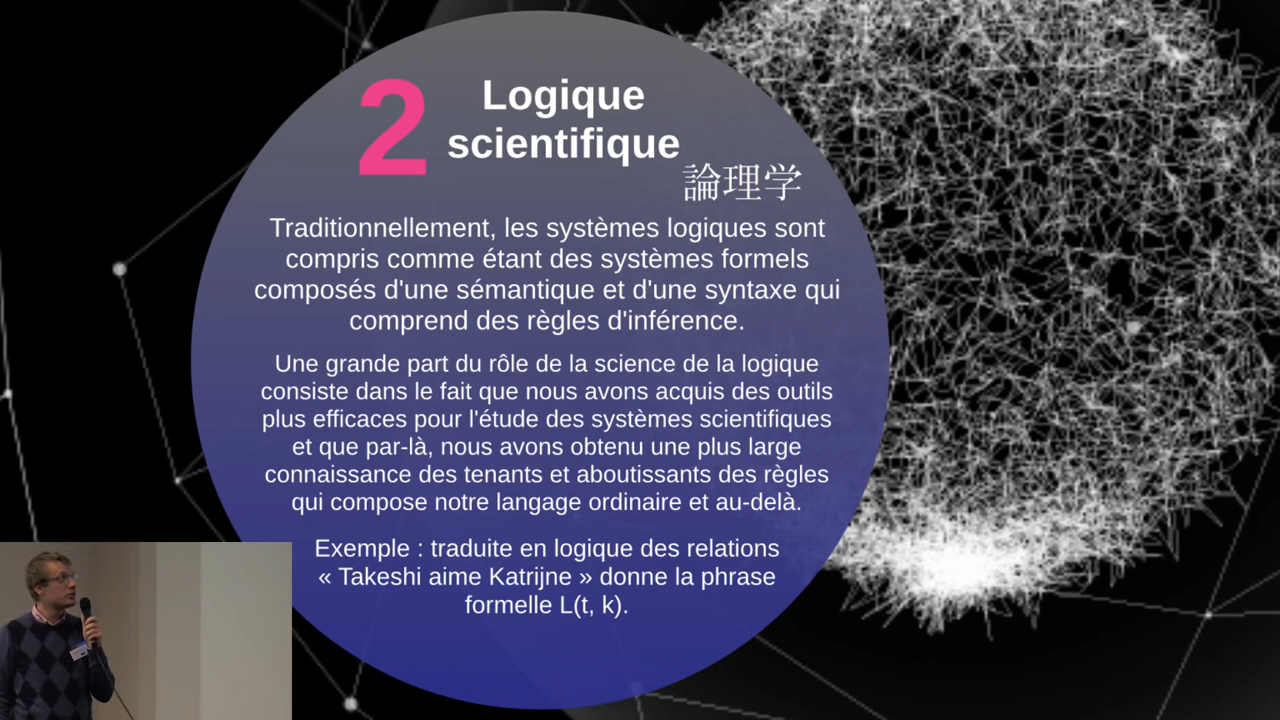 2
Logique
scientifique
論理学
Traditionnellement, les systèmes logiques sont
compris comme étant des systèmes formels
composés d'une sémantique et d'une syntaxe qui
comprend des règles d'inférence.
Une grande part du rôle de la science de la logique
consiste dans le fait que nous avons acquis des outils
plus efficaces pour l'étude des systèmes scientifiques
et que par-là, nous avons obtenu une plus large
connaissance des tenants et aboutissants des règles
qui compose notre langage ordinaire et au-delà.
Exemple : traduite en logique des relations
« Takeshi aime Katrijne » donne la phrase
formelle L(t, k).